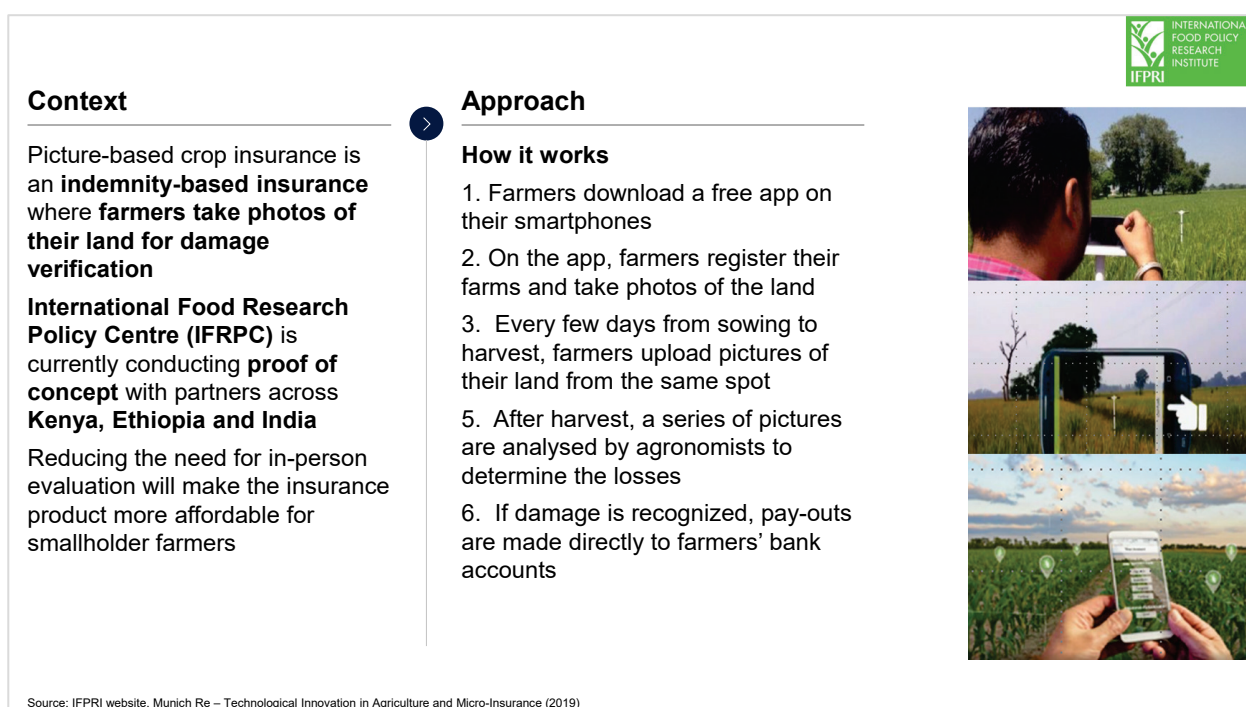 INTERNATIONA
FOOD POLICY
RESEARCH
INSTITUTE
IFPRI
Context
Picture-based crop insurance is
an indemnity-based insurance
where farmers take photos of
their land for damage
verification
International Food Research
Policy Centre (IFRPC) is
currently conducting proof of
concept with partners across
Kenya, Ethiopia and India
Reducing the need for in-person
evaluation will make the insurance
product more affordable for
smallholder farmers
Approach
How it works
1. Farmers download a free app on
their smartphones
2. On the app, farmers register their
farms and take photos of the land
3. Every few days from sowing to
harvest, farmers upload pictures of
their land from the same spot
5. After harvest, a series of pictures
are analysed by agronomists to
determine the losses
6. If damage is recognized, pay-outs
are made directly to farmers' bank
accounts
Source: IFPRI website, Munich Re – Technological Innovation in Agriculture and Micro-Insurance (2019)